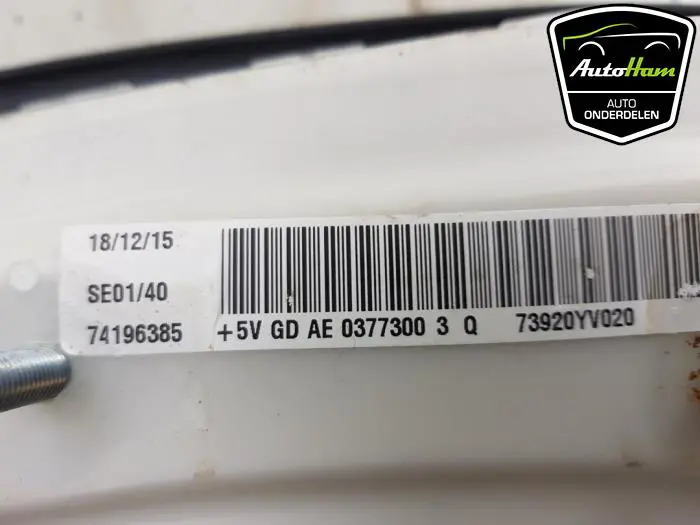 AutoHam
AUTO
ONDERDELEN
18/12/15
SE01/40
74196385
+5V GD AE 0377300 3 Q 73920YV020